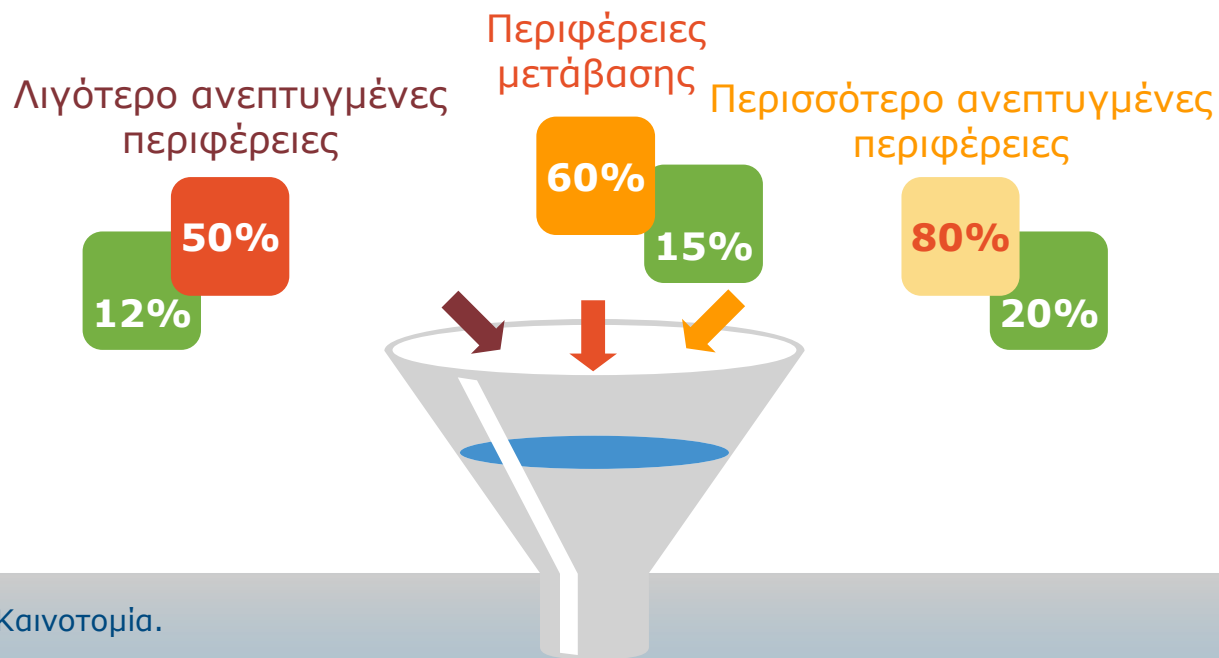 Περιφέρειες
μετάβασης
Λιγότερο ανεπτυγμένες
περιφέρειες
Περισσότερο ανεπτυγμένες
περιφέρειες
60%
50%
15%
80%
12%
20%
Καινοτομία.